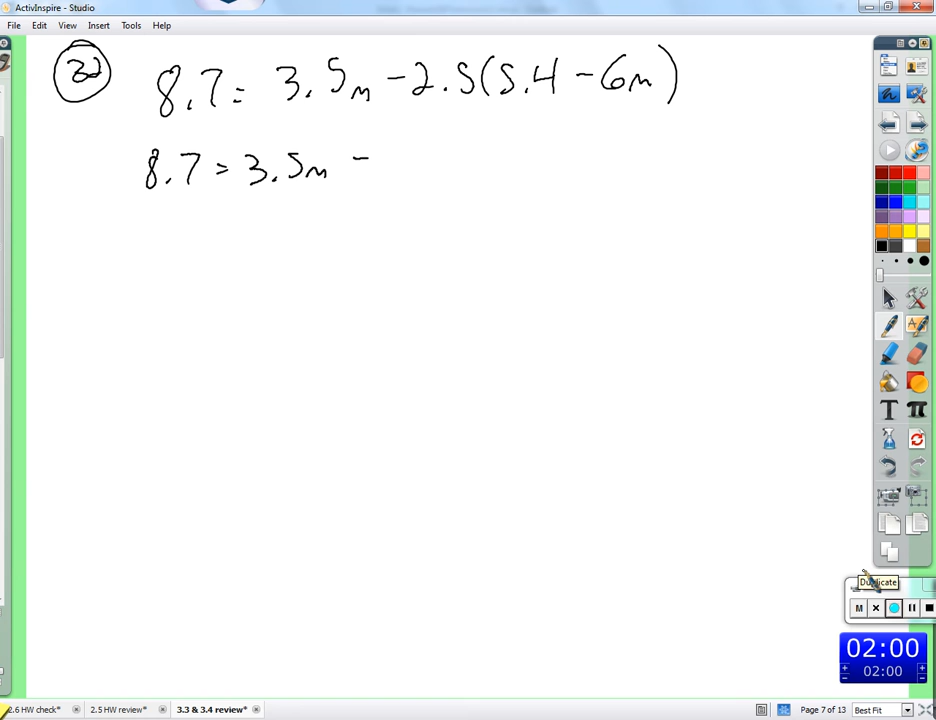 ActivInspire - Studio
File Edit View Insert Tools Help
32 8.7 = 3.5m - 2.5(5.4 - 6m)
8.7 = 3.5m -
Duplicate
M
02:00
02:00
2.6 HW check* 2.5 HW review* 3.3 & 3.4 review* Page 7 of 13 Best Fit